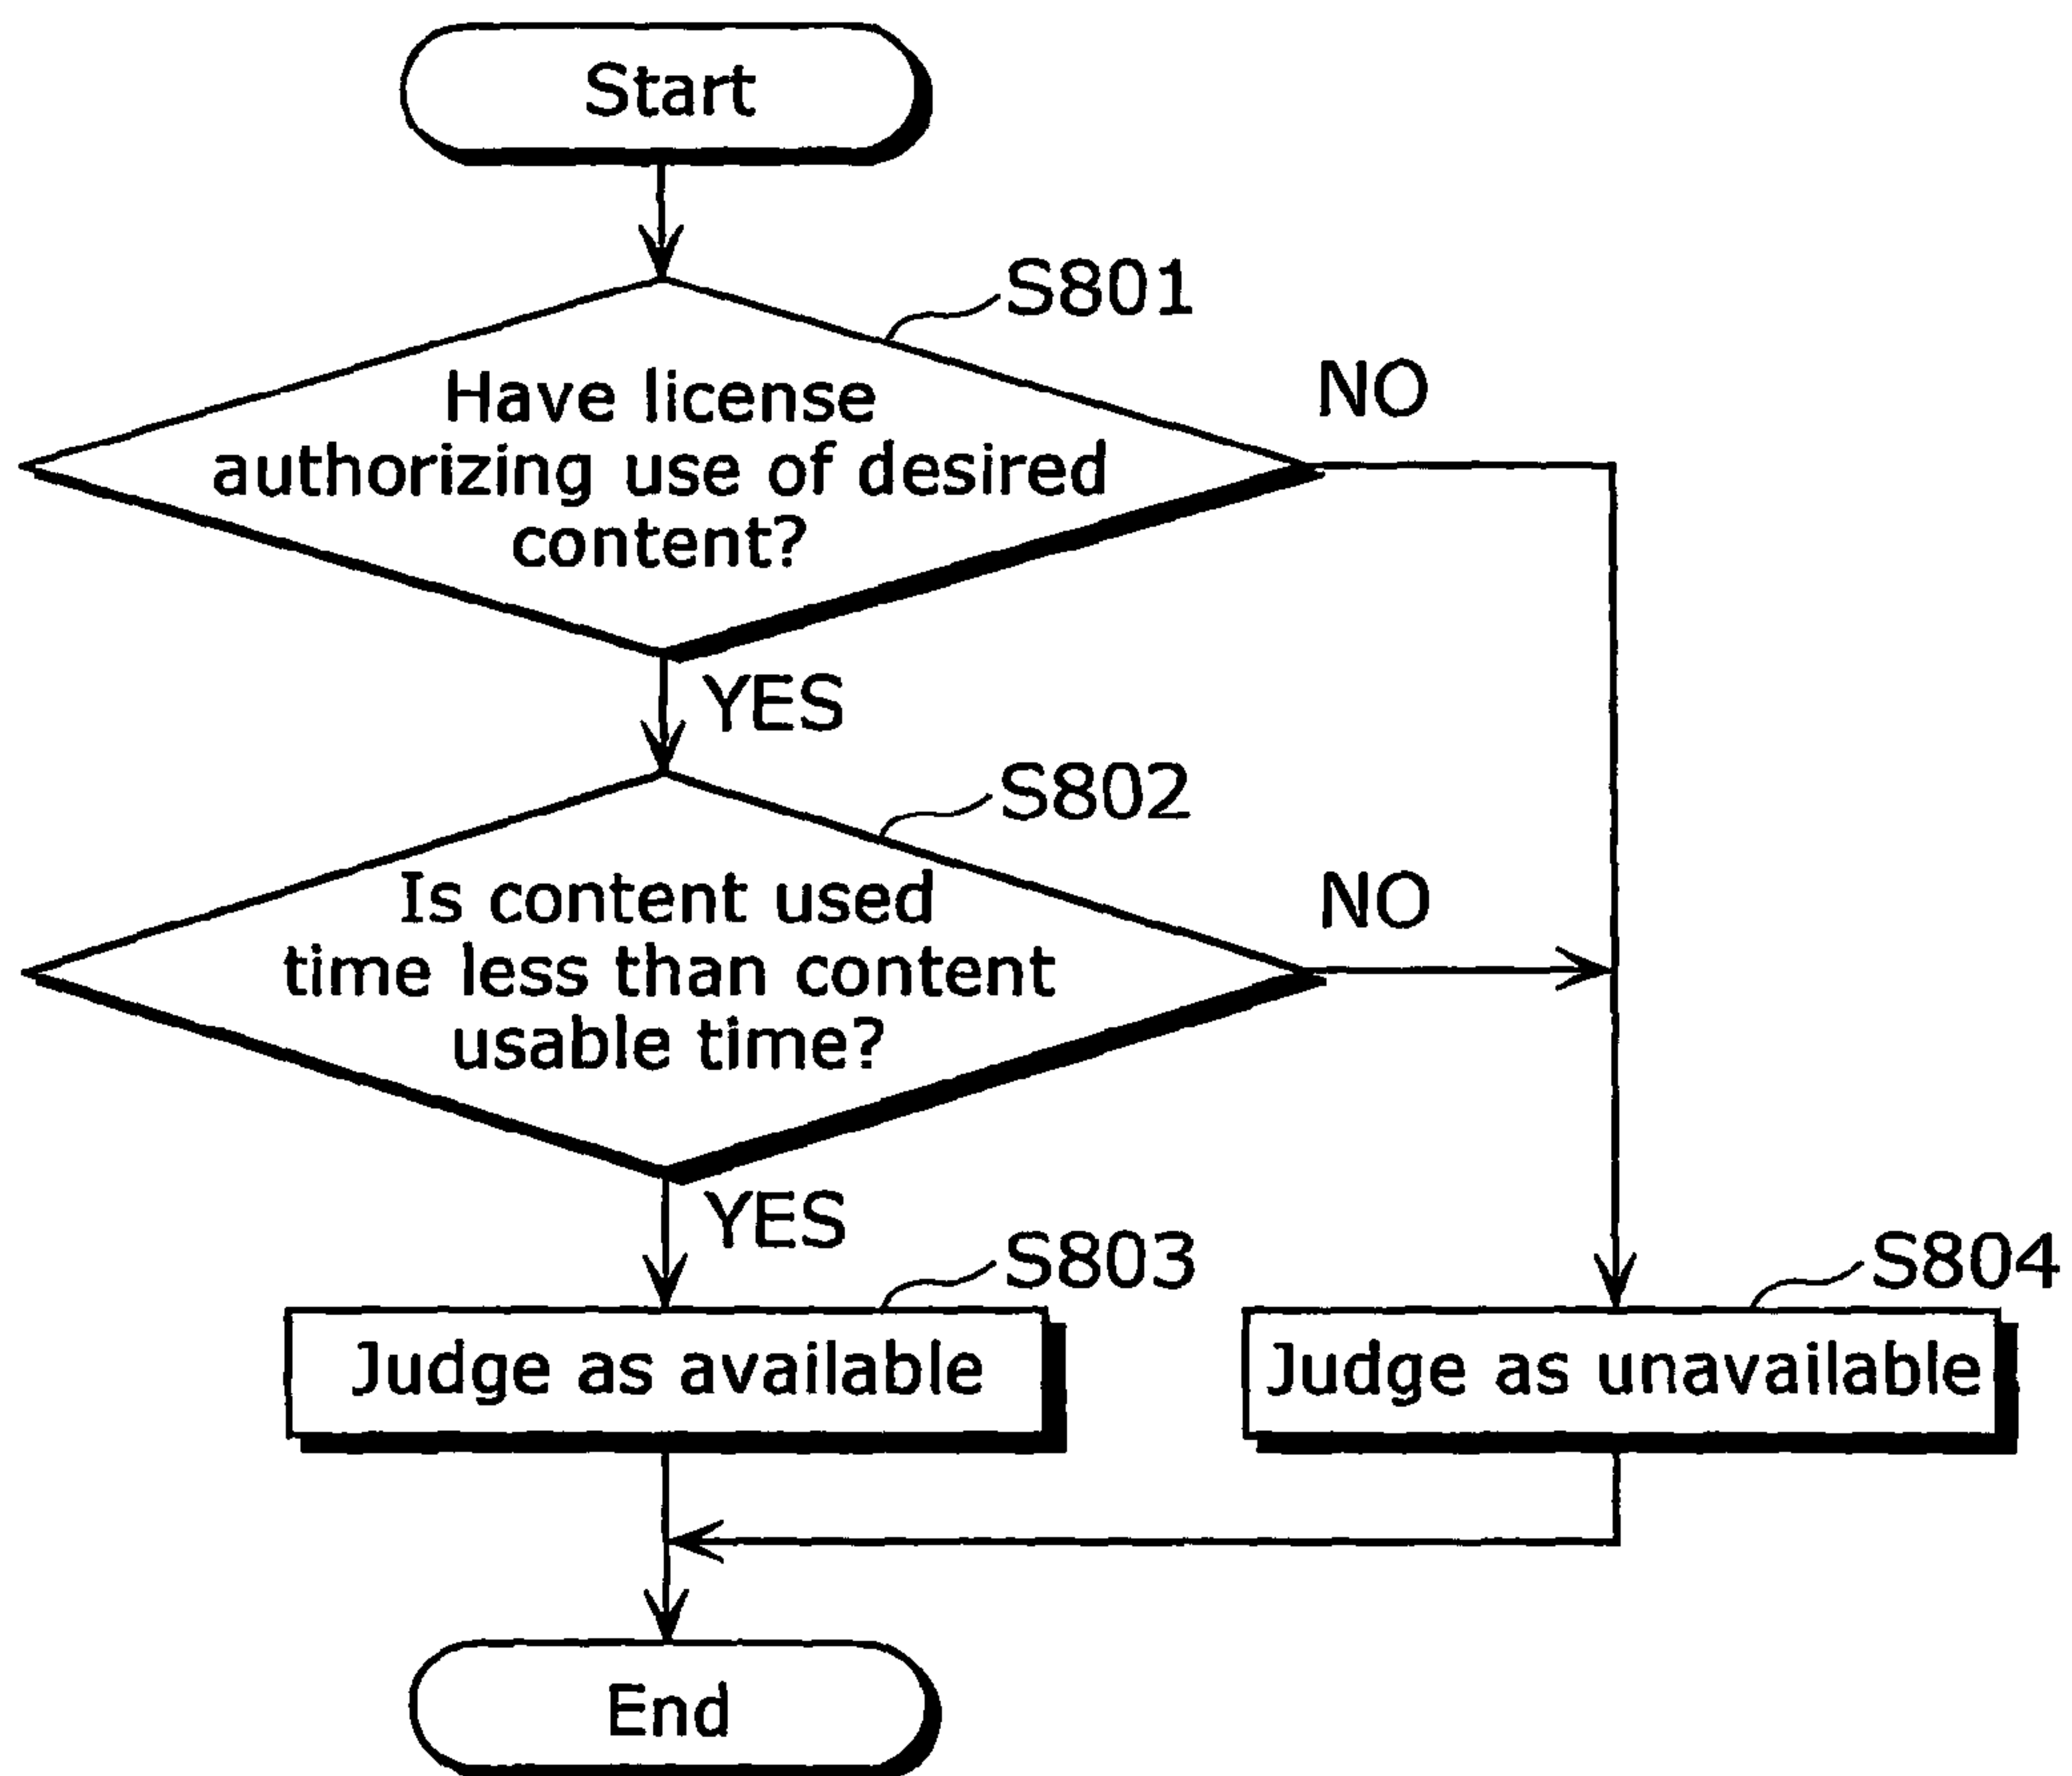 Start
S801
Have license
authorizing use of desired
content?
NO
YES
S802
Is content used
time less than content
usable time?
NO
YES
S803
Judge as available
S804
Judge as unavailable
End